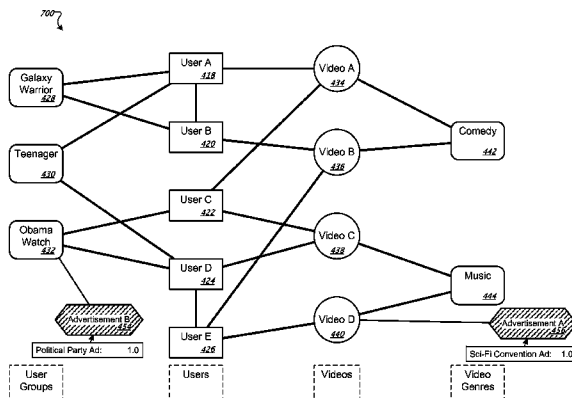 700
User A
418
Video A
434
Galaxy
Warrior
428
User B
420
Comedy
442
Teenager
430
Video B
436
User C
422
Obama
Watch
432
Video C
438
User D
424
Music
444
Advertisement B
Video D
440
Advertisement A
User E
426
Political Party Ad: 1.0
Sci-Fi Convention Ad: 1.0
User
Groups
Users
Videos
Video
Genres